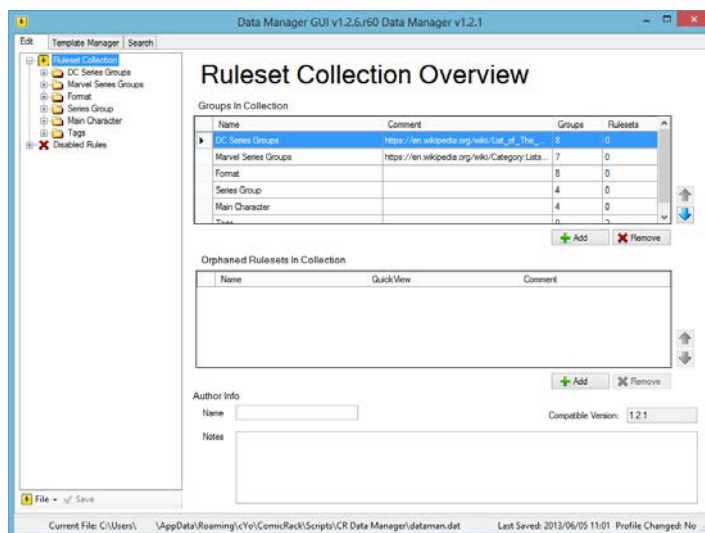 Data Manager GUI v1.2.6.r60 Data Manager v1.2.1
Edit Template Manager Search
Ruleset Collection
DC Series Groups
Marvel Series Groups
Format
Series Group
Main Character
Tags
Disabled Rules
Ruleset Collection Overview
Groups In Collection
Name Comment Groups Rulesets
DC Series Groups https://en.wikipedia.org/wiki/List_of_The_... 8 0
Marvel Series Groups https://en.wikipedia.org/wiki/Category:Lists... 7 0
Format 8 0
Series Group 4 0
Main Character 4 0
Tags 0
Add Remove
Orphaned Rulesets In Collection
Name QuickView Comment
Add Remove
Author Info
Name
Compatible Version: 1.2.1
Notes
File Save
Current File: C:\Users\ \AppData\Roaming\cYo\ComicRack\Scripts\CR Data Manager\dataman.dat Last Saved: 2013/06/05 11:01 Profile Changed: No